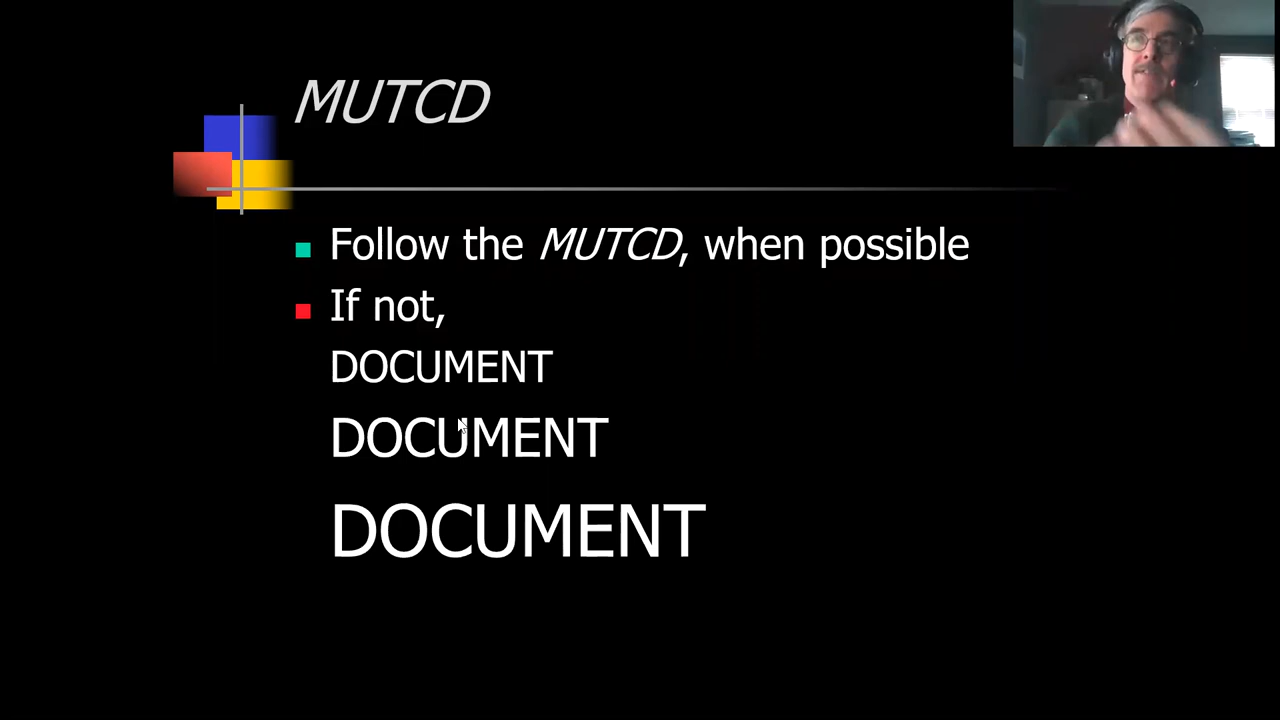 MUTCD
Follow the MUTCD, when possible
If not,
DOCUMENT
DOCUMENT
DOCUMENT